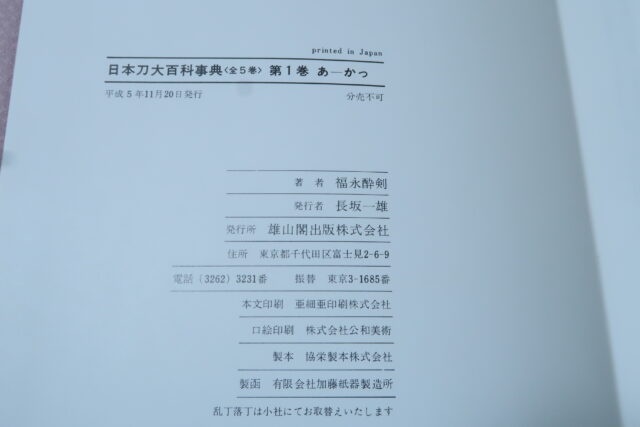 printed in Japan
日本刀大百科事典〈全5巻〉 第1巻 あ―かっ
平成5年11月20日発行 分売不可
著者 福永酔剣
発行者 長坂一雄
発行所 雄山閣出版株式会社
住所 東京都千代田区富士見2-6-9
電話(3262)3231番 振替 東京3-1685番
本文印刷 亜細亜印刷株式会社
口絵印刷 株式会社公和美術
製本 協栄製本株式会社
製函 有限会社加藤紙器製造所
乱丁落丁は小社にてお取替えいたします